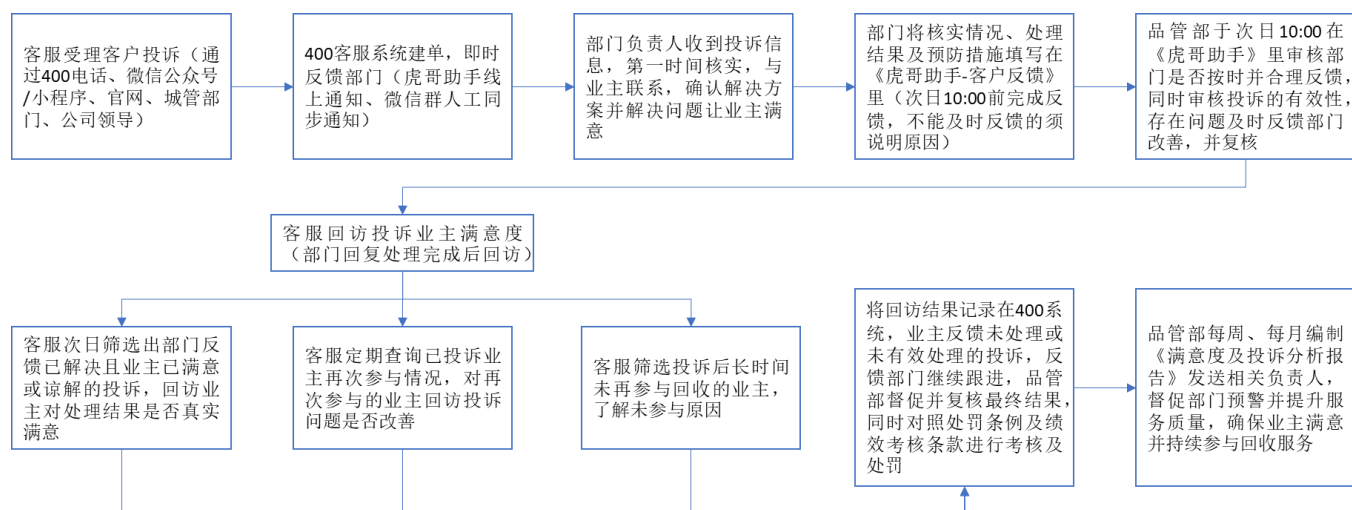 客服受理客户投诉（通
过400电话、微信公众号
/小程序、官网、城管部
门、公司领导）
400客服系统建单，即时
反馈部门（虎哥助手线
上通知、微信群人工同
步通知）
部门负责人收到投诉信
息，第一时间核实，与
业主联系，确认解决方
案并解决问题让业主满
意
部门将核实情况、处理
结果及预防措施填写在
《虎哥助手-客户反馈》
里（次日10:00前完成反
馈，不能及时反馈的须
说明原因）
品管部于次日10:00在
《虎哥助手》里审核部
门是否按时并合理反馈，
同时审核投诉的有效性，
存在问题及时反馈部门
改善，并复核
客服回访投诉业主满意度
（部门回复处理完成后回访）
客服次日筛选出部门反
馈已解决且业主已满意
或谅解的投诉，回访业
主对处理结果是否真实
满意
客服定期查询已投诉业
主再次参与情况，对再
次参与的业主回访投诉
问题是否改善
客服筛选投诉后长时间
未再参与回收的业主，
了解未参与原因
将回访结果记录在400系
统，业主反馈未处理或
未有效处理的投诉，反
馈部门继续跟进，品管
部督促并复核最终结果，
同时对照处罚条例及绩
效考核条款进行考核及
处罚
品管部每周、每月编制
《满意度及投诉分析报
告》发送相关负责人，
督促部门预警并提升服
务质量，确保业主满意
并持续参与回收服务